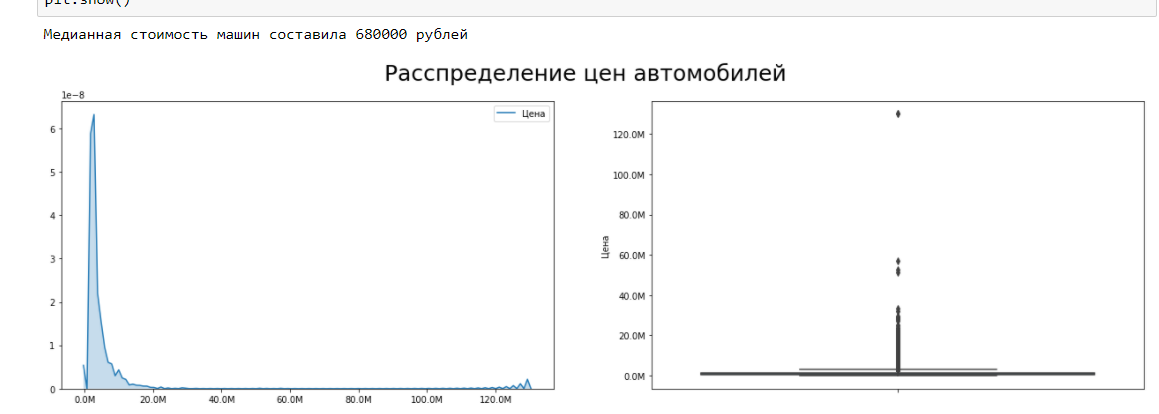 plt.show()
Медианная стоимость машин составила 680000 рублей
Расспределение цен автомобилей
1e−8
Цена
6
5
4
3
2
1
0
0.0M 20.0M 40.0M 60.0M 80.0M 100.0M 120.0M
120.0M
100.0M
80.0M
60.0M
40.0M
20.0M
0.0M
Цена